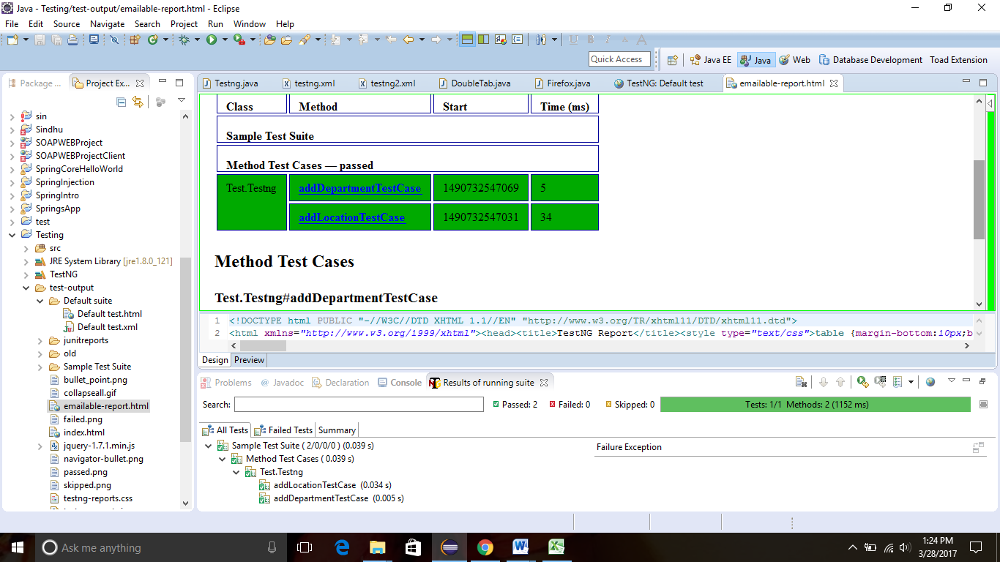 Java - Testing/test-output/emailable-report.html - Eclipse
File Edit Source Navigate Search Project Run Window Help
Quick Access
Java EE Java Web Database Development Toad Extension
Package ... Project Ex...
sin
Sindhu
SOAPWEBProject
SOAPWEBProjectClient
SpringCoreHelloWorld
SpringInjection
SpringIntro
SpringsApp
test
Testing
src
JRE System Library [jre1.8.0_121]
TestNG
test-output
Default suite
Default test.html
Default test.xml
junitreports
old
Sample Test Suite
bullet_point.png
collapseall.gif
emailable-report.html
failed.png
index.html
jquery-1.7.1.min.js
navigator-bullet.png
passed.png
skipped.png
testng-reports.css
Testng.java testng.xml testng2.xml DoubleTab.java Firefox.java TestNG: Default test emailable-report.html
Class Method Start Time (ms)
Sample Test Suite
Method Test Cases — passed
Test.Testng addDepartmentTestCase 1490732547069 5
addLocationTestCase 1490732547031 34
Method Test Cases
Test.Testng#addDepartmentTestCase
1 <!DOCTYPE html PUBLIC "-//W3C//DTD XHTML 1.1//EN" "http://www.w3.org/TR/xhtml11/DTD/xhtml11.dtd">
2 <html xmlns="http://www.w3.org/1999/xhtml"><head><title>TestNG Report</title><style type="text/css">table {margin-bottom:10px;b
Design Preview
Problems @ Javadoc Declaration Console Results of running suite
Search: Passed: 2 Failed: 0 Skipped: 0 Tests: 1/1 Methods: 2 (1152 ms)
All Tests Failed Tests Summary
Sample Test Suite ( 2/0/0/0 ) (0.039 s)
Method Test Cases ( 0.039 s)
Test.Testng
addLocationTestCase (0.034 s)
addDepartmentTestCase (0.005 s)
Failure Exception
Ask me anything
1:24 PM
3/28/2017